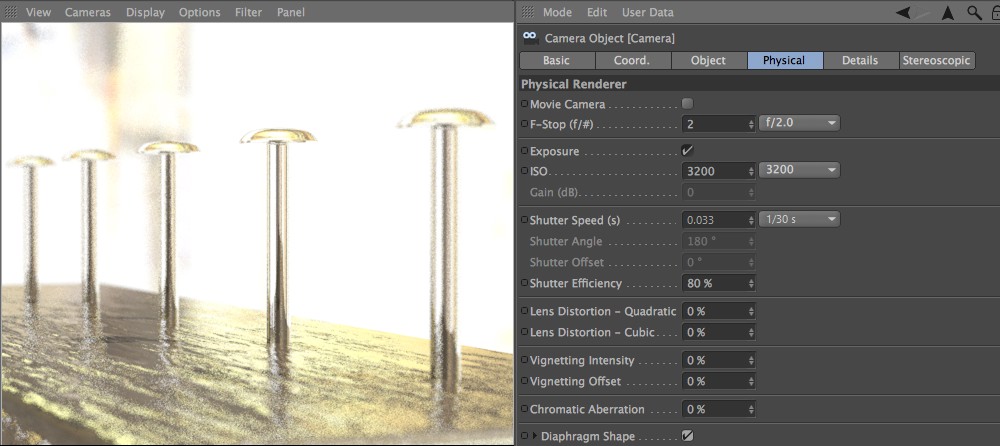 View Cameras Display Options Filter Panel
Mode Edit User Data
Camera Object [Camera]
Basic Coord. Object Physical Details Stereoscopic
Physical Renderer
Movie Camera
F-Stop (f/#) 2 f/2.0
Exposure
ISO 3200 3200
Gain (dB) 0
Shutter Speed (s) 0.033 1/30 s
Shutter Angle 180 °
Shutter Offset 0 °
Shutter Efficiency 80 %
Lens Distortion - Quadratic 0 %
Lens Distortion - Cubic 0 %
Vignetting Intensity 0 %
Vignetting Offset 0 %
Chromatic Aberration 0 %
Diaphragm Shape